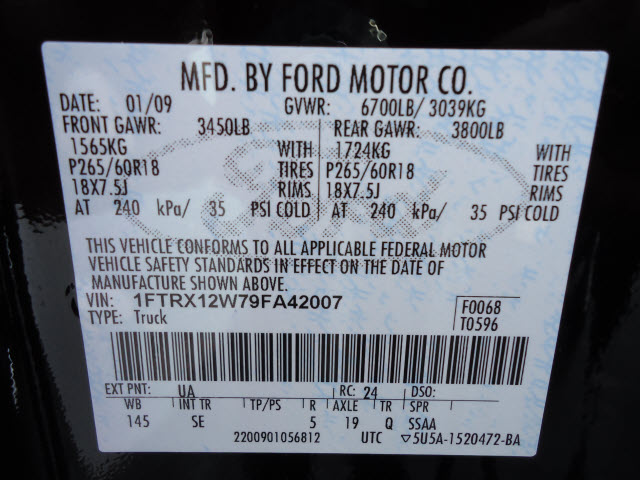 MFD. BY FORD MOTOR CO.
DATE: 01/09 GVWR: 6700LB/ 3039KG
FRONT GAWR: 3450LB REAR GAWR: 3800LB
1565KG WITH 1724KG WITH
P265/60R18 TIRES P265/60R18 TIRES
18X7.5J RIMS 18X7.5J RIMS
AT 240 kPa/ 35 PSI COLD AT 240 kPa/ 35 PSI COLD
THIS VEHICLE CONFORMS TO ALL APPLICABLE FEDERAL MOTOR
VEHICLE SAFETY STANDARDS IN EFFECT ON THE DATE OF
MANUFACTURE SHOWN ABOVE.
VIN: 1FTRX12W79FA42007 F0068
TYPE: Truck T0596
EXT PNT: UA RC: 24 DSO:
WB INT TR TP/PS R AXLE TR SPR
145 SE 5 19 Q SSAA
2200901056812 UTC ▽5U5A-1520472-BA